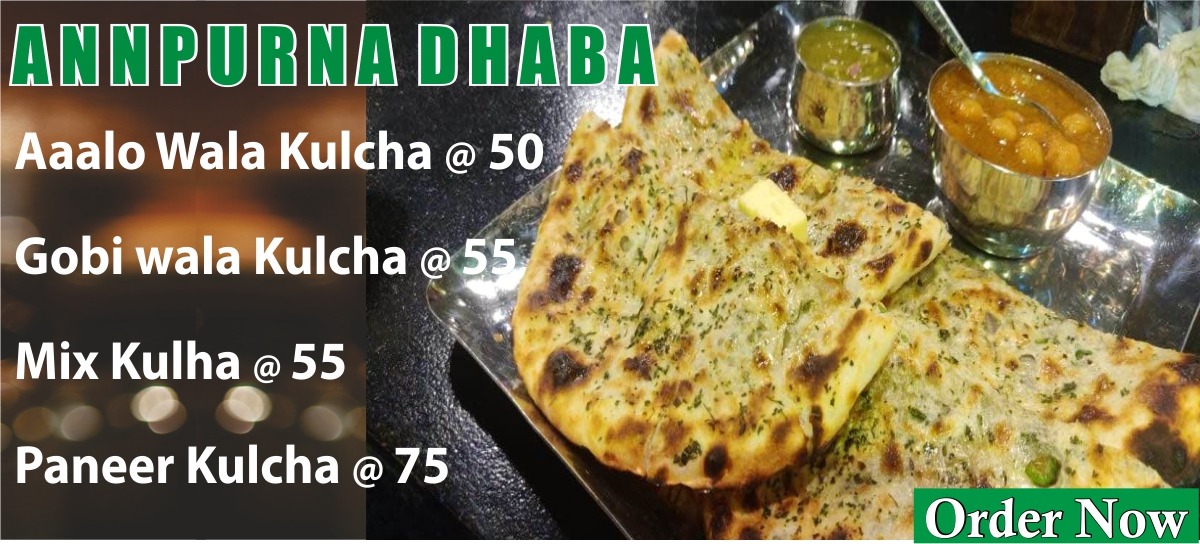 ANNPURNA DHABA
Aaalo Wala Kulcha @ 50
Gobi wala Kulcha @ 55
Mix Kulha @ 55
Paneer Kulcha @ 75
Order Now